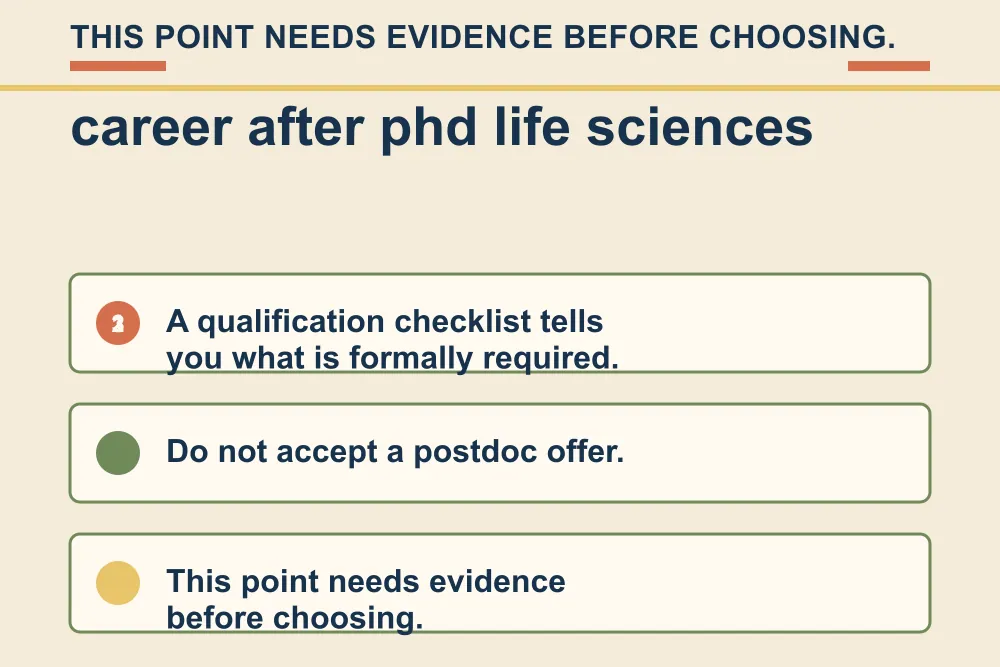 THIS POINT NEEDS EVIDENCE BEFORE CHOOSING.
career after phd life sciences
A qualification checklist tells
you what is formally required.
Do not accept a postdoc offer.
This point needs evidence
before choosing.